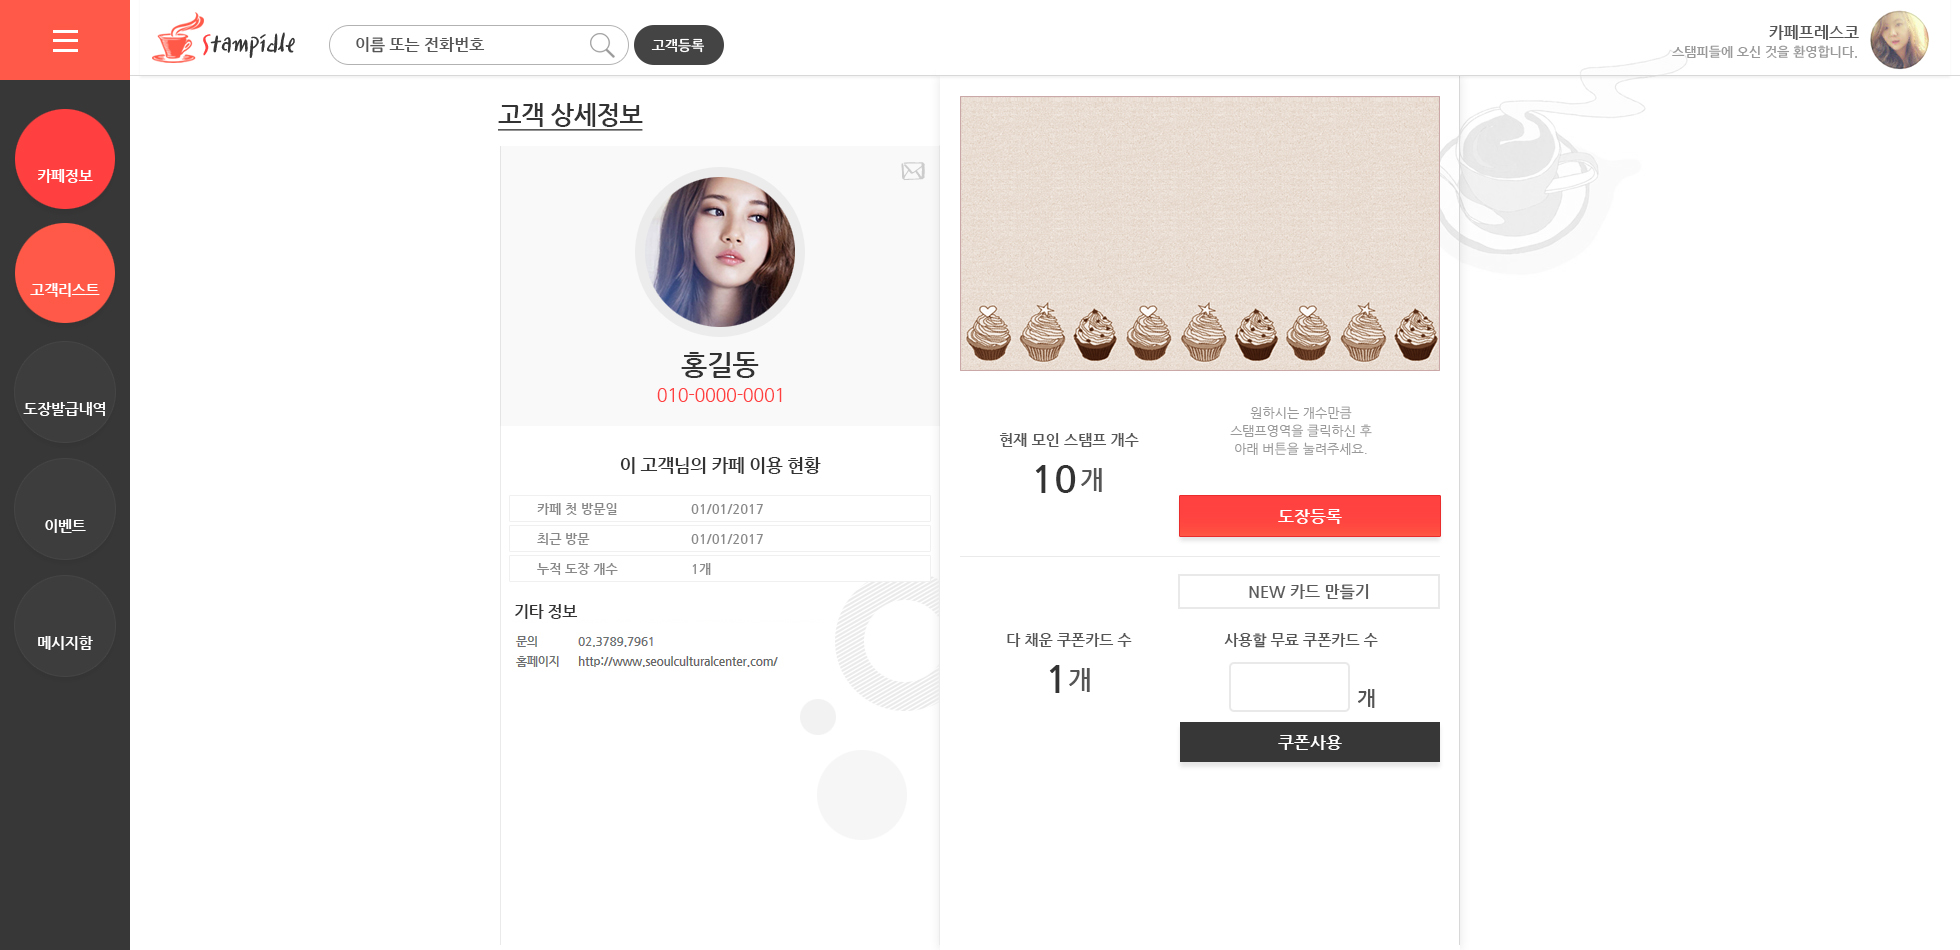 Stampidle
이름 또는 전화번호
고객등록
카페프레스코
스탬피들에 오신 것을 환영합니다.
카페정보
고객리스트
도장발급내역
이벤트
메시지함
고객 상세정보
홍길동
010-0000-0001
이 고객님의 카페 이용 현황
카페 첫 방문일 01/01/2017
최근 방문 01/01/2017
누적 도장 개수 1개
기타 정보
문의 02.3789.7961
홈페이지 http://www.seoulculturalcenter.com/
현재 모인 스탬프 개수
10개
원하시는 개수만큼
스탬프영역을 클릭하신 후
아래 버튼을 눌려주세요.
도장등록
NEW 카드 만들기
다 채운 쿠폰카드 수
1개
사용할 무료 쿠폰카드 수
개
쿠폰사용